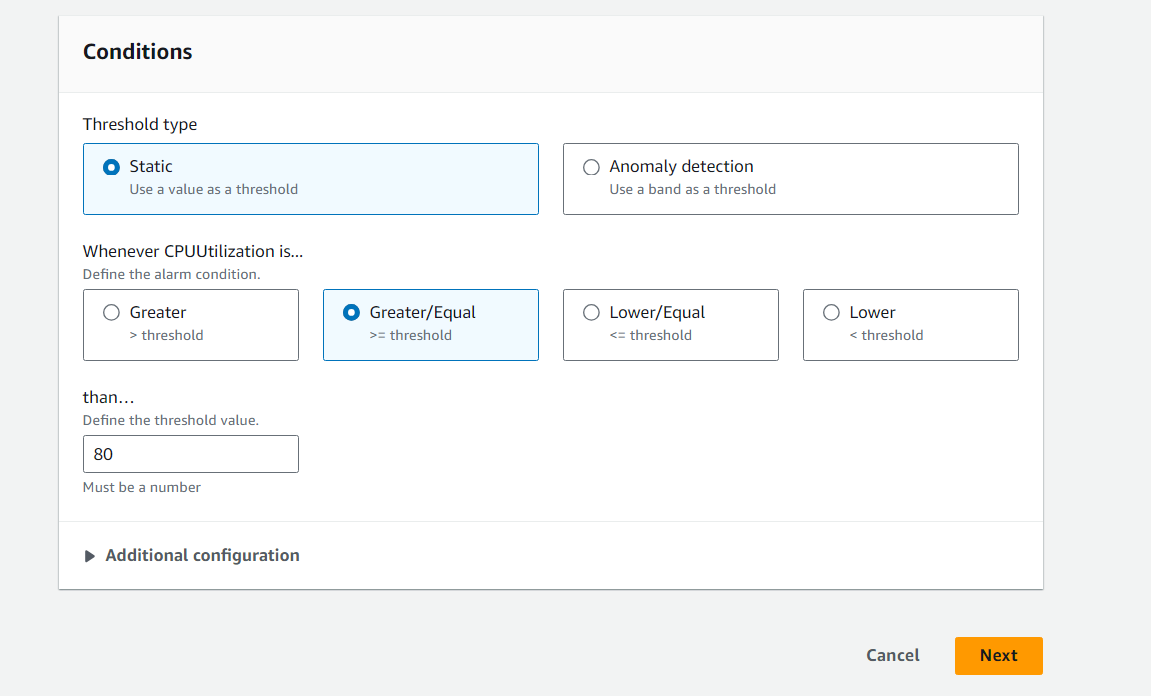 Conditions
Threshold type
Static
Use a value as a threshold
Anomaly detection
Use a band as a threshold
Whenever CPUUtilization is...
Define the alarm condition.
Greater
> threshold
Greater/Equal
>= threshold
Lower/Equal
<= threshold
Lower
< threshold
than...
Define the threshold value.
80
Must be a number
Additional configuration
Cancel
Next